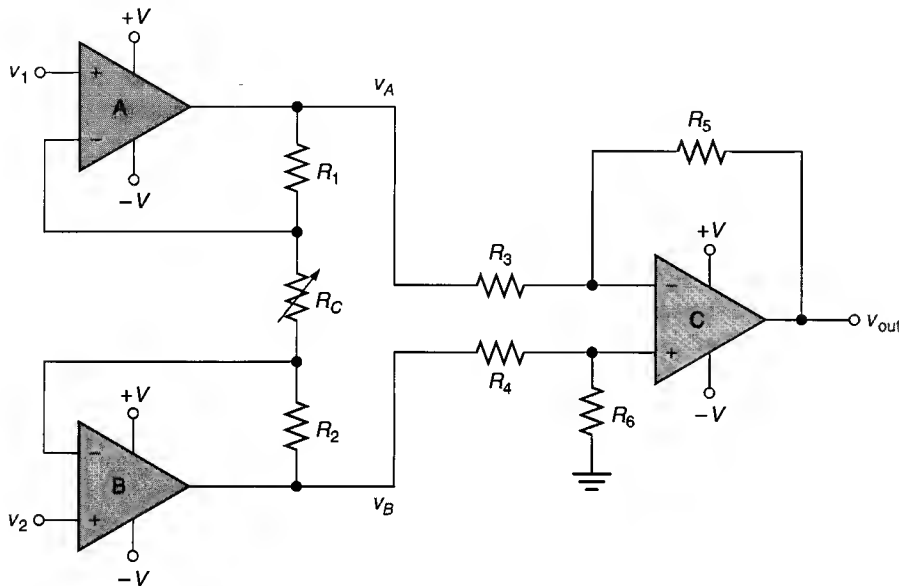 +V
v1
+
A
−
−V
vA
R1
RC
R2
+V
−
B
v2
+
−V
vB
R3
R4
R5
R6
+V
−
C
+
−V
vout